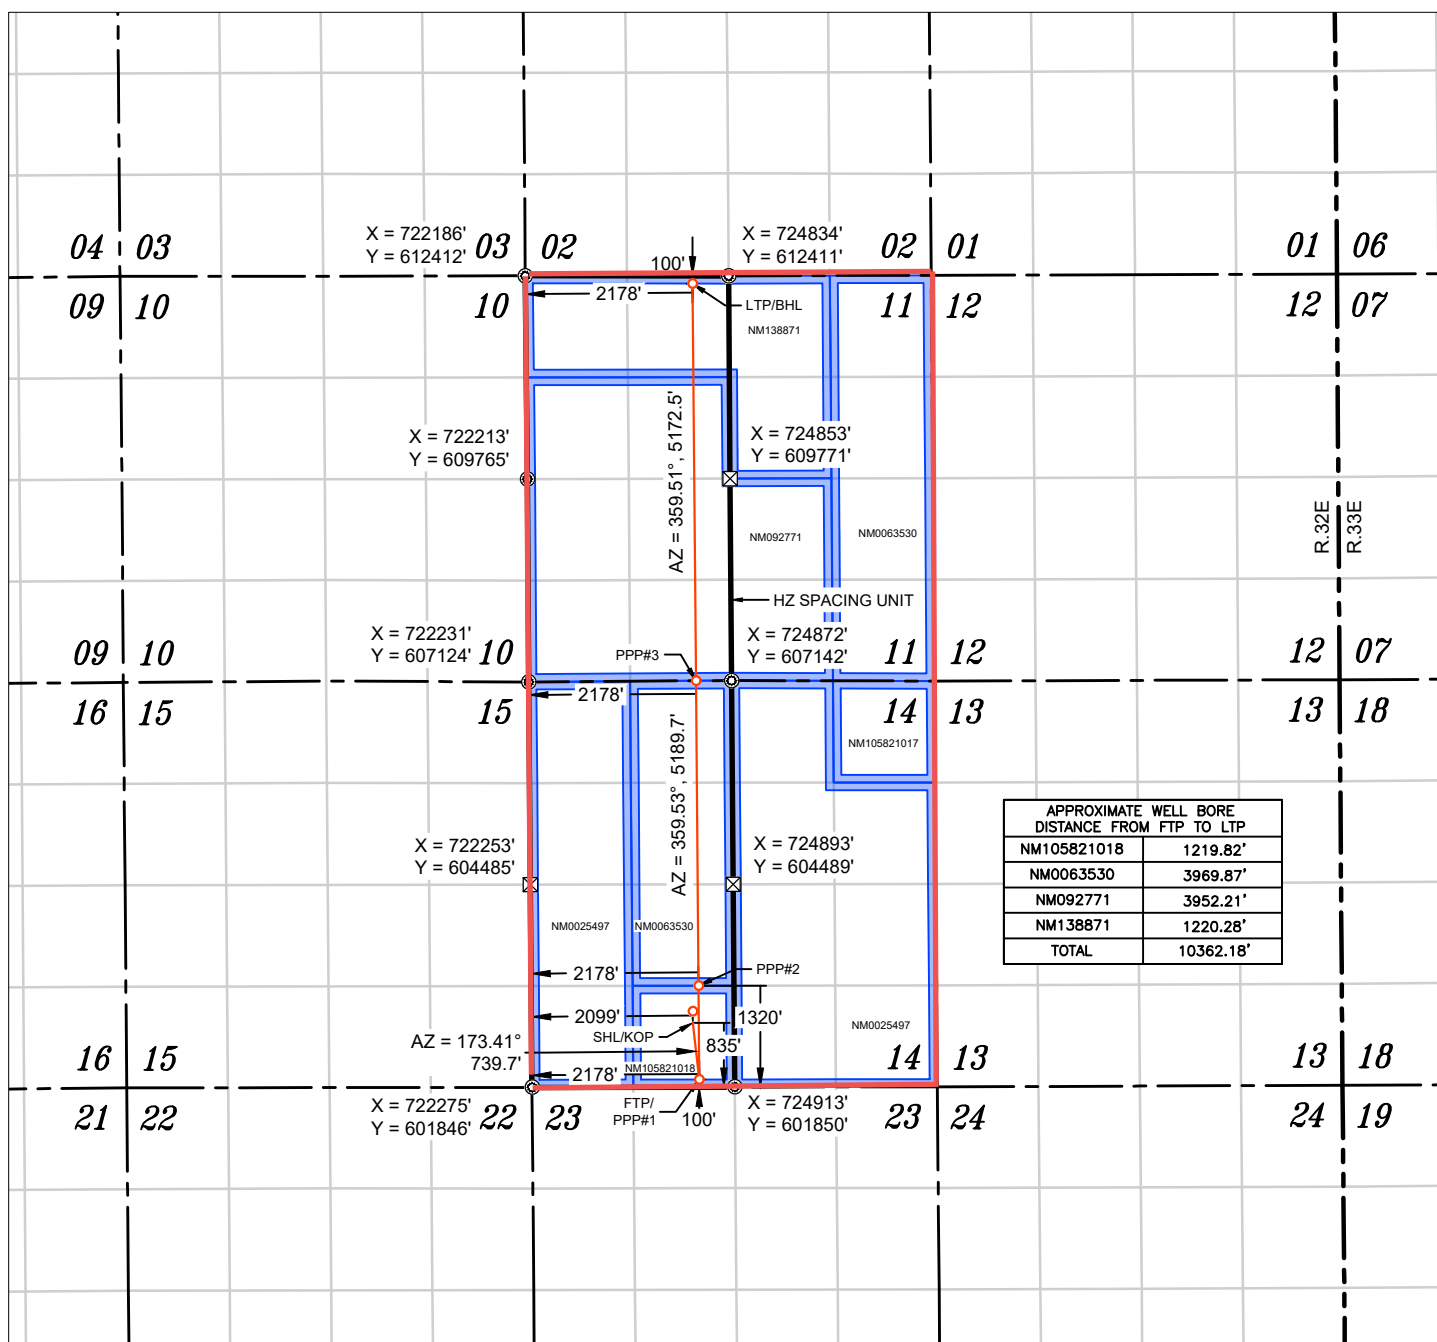 X = 722186'
Y = 612412'
03 02
X = 724834'
Y = 612411'
04 03
02 01
01 06
100'
09 10
10
2178'
LTP/BHL
NM138871
11 12
12 07
AZ = 359.51°, 5172.5'
X = 722213'
Y = 609765'
X = 724853'
Y = 609771'
NM092771
NM0063530
R.32E
R.33E
HZ SPACING UNIT
X = 722231'
Y = 607124'
X = 724872'
Y = 607142'
09 10
10
PPP#3
11 12
12 07
16 15
15
2178'
14 13
13 18
NM105821017
AZ = 359.53°, 5189.7'
X = 722253'
Y = 604485'
X = 724893'
Y = 604489'
APPROXIMATE WELL BORE
DISTANCE FROM FTP TO LTP
NM105821018 1219.82'
NM0063530 3969.87'
NM092771 3952.21'
NM138871 1220.28'
TOTAL 10362.18'
NM0025497
NM0063530
2178'
PPP#2
2099'
1320'
SHL/KOP
835'
NM0025497
AZ = 173.41°
739.7'
2178'
NM105821018
16 15
14 13
13 18
X = 722275'
Y = 601846'
FTP/
PPP#1
100'
X = 724913'
Y = 601850'
21 22
22 23
23 24
24 19